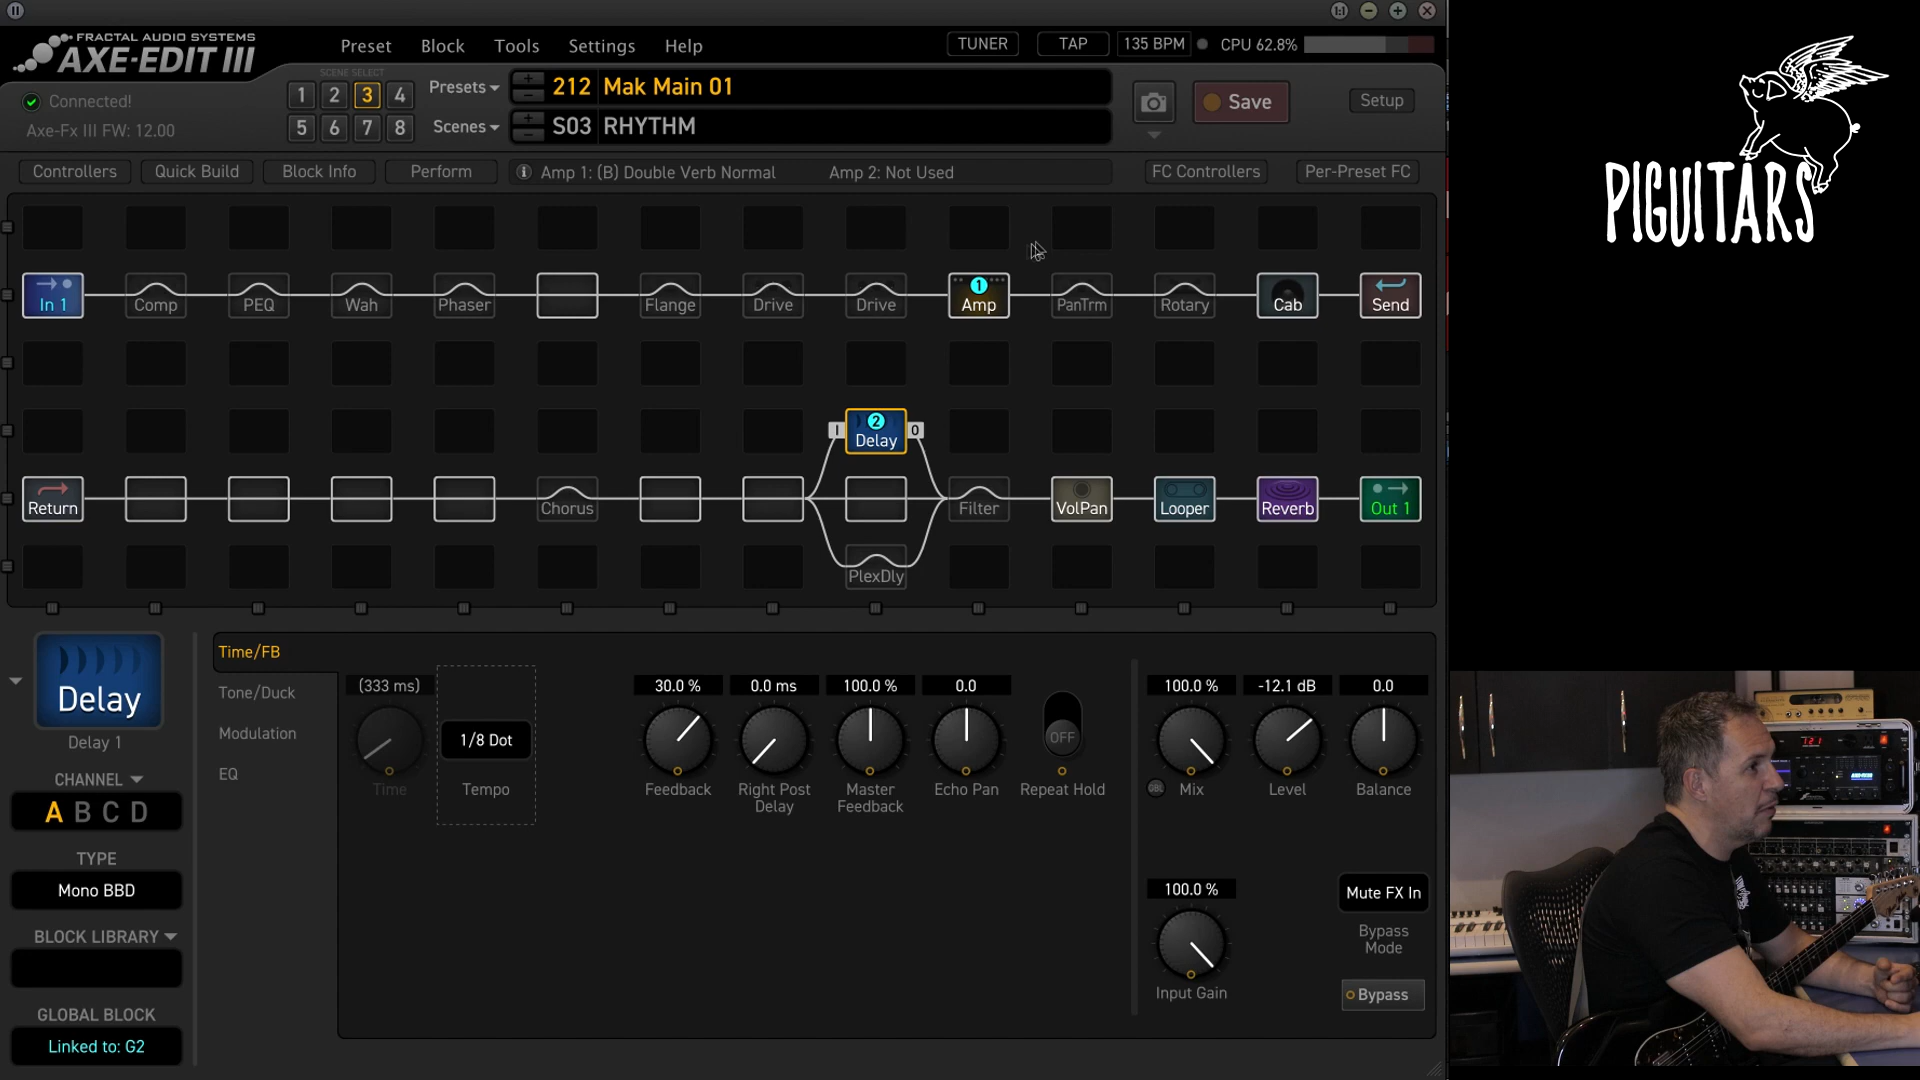 FRACTAL AUDIO SYSTEMS
AXE-EDIT III
Preset Block Tools Settings Help
TUNER TAP 135 BPM CPU 62.8%
1:1
Connected!
Axe-Fx III FW: 12.00
SCENE SELECT
1 2 3 4
5 6 7 8
Presets 212 Mak Main 01
Scenes S03 RHYTHM
Save
Setup
Controllers Quick Build Block Info Perform
Amp 1: (B) Double Verb Normal Amp 2: Not Used
FC Controllers Per-Preset FC
1
In 1 Comp PEQ Wah Phaser Flange Drive Drive Amp PanTrm Rotary Cab Send
2
I Delay O
Return Chorus Filter VolPan Looper Reverb Out 1
PlexDly
Delay
Delay 1
CHANNEL
A B C D
TYPE
Mono BBD
BLOCK LIBRARY
GLOBAL BLOCK
Linked to: G2
Time/FB
Tone/Duck
Modulation
EQ
(333 ms) 30.0 % 0.0 ms 100.0 % 0.0 100.0 % -12.1 dB 0.0
1/8 Dot
OFF
Time Tempo Feedback Right Post Delay Master Feedback Echo Pan Repeat Hold GBL Mix Level Balance
100.0 %
Input Gain
Mute FX In
Bypass Mode
Bypass
PIGUITARS
721